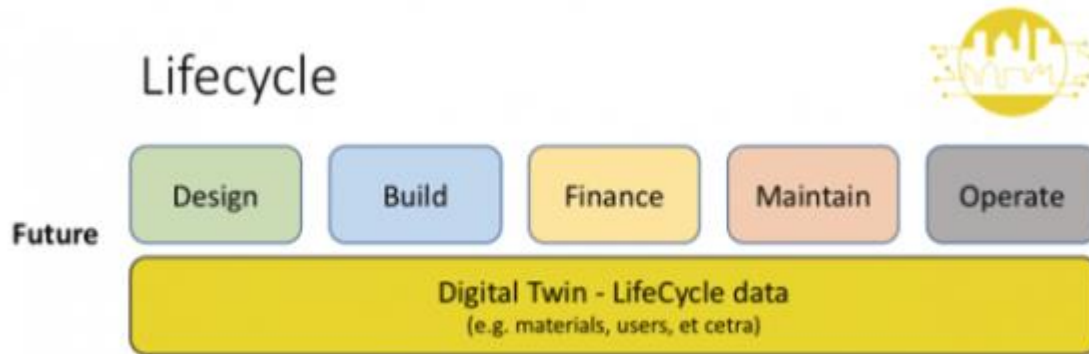 Lifecycle
Design
Build
Finance
Maintain
Operate
Future
Digital Twin - LifeCycle data
(e.g. materials, users, et cetra)